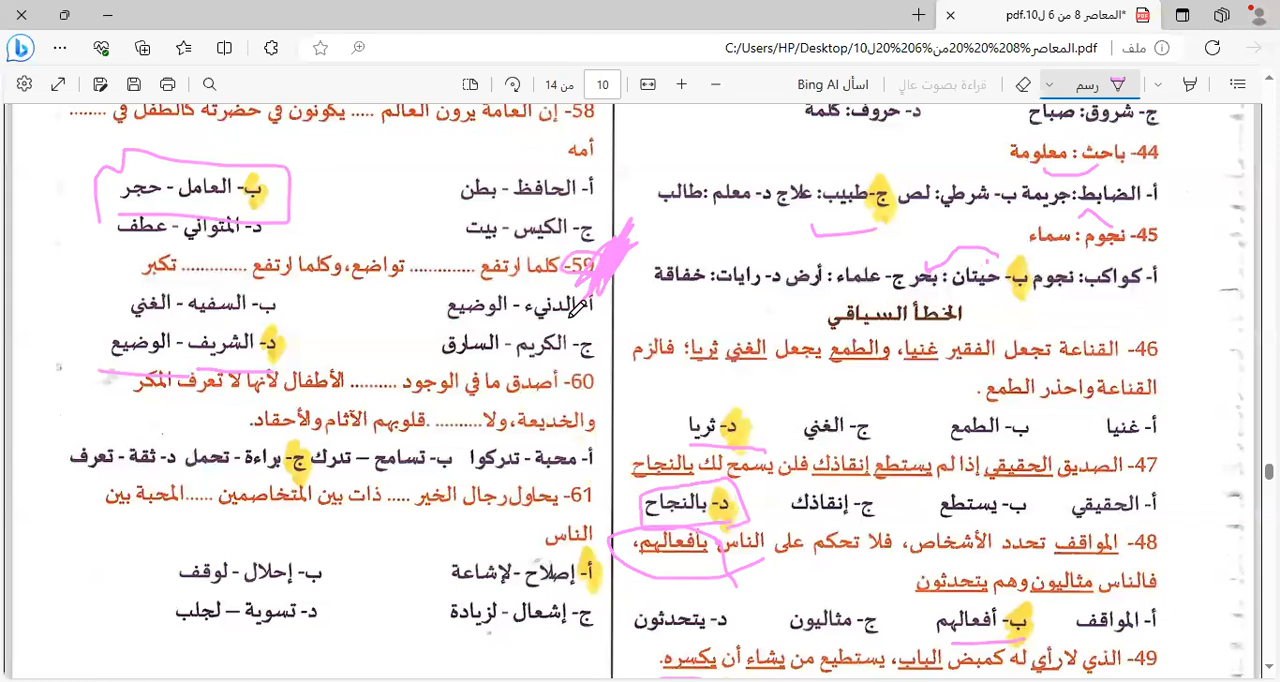 المعاصر 8 من 6 ل10.pdf*
C:/Users/HP/Desktop/10المعاصر%208%20من%206%20ل.pdf
ملف
رسم
قراءة بصوت عالٍ
اسأل Bing AI
10
من 14
ج- شروق: صباح د- حروف: كلمة
44- باحث : معلومة
أ- الضابط:جريمة ب- شرطي: لص ج-طبيب: علاج د- معلم :طالب
45- نجوم : سماء
أ- كواكب: نجوم ب- حيتان : بحر ج- علماء : أرض د- رايات: خفاقة
الخطأ السياقي
46- القناعة تجعل الفقير غنيا، والطمع يجعل الغني ثريا؛ فالزم
القناعة واحذر الطمع .
أ- غنيا ب- الطمع ج- الغني د- ثريا
47- الصديق الحقيقي إذا لم يستطع إنقاذك فلن يسمح لك بالنجاح
أ- الحقيقي ب- يستطع ج- إنقاذك د- بالنجاح
48- المواقف تحدد الأشخاص، فلا تحكم على الناس بأفعالهم،
فالناس مثاليون وهم يتحدثون
أ- المواقف ب- أفعالهم ج- مثاليون د- يتحدثون
49- الذي لا رأي له كمبض الباب، يستطيع من يشاء أن يكسره.
58- إن العامة يرون العالم ..... يكونون في حضرته كالطفل في ........
أمه
أ- الحافظ - بطن ب- العامل - حجر
ج- الكيس - بيت د- المتواني - عطف
59- كلما ارتفع ............. تواضع، وكلما ارتفع ............. تكبر
أ- الدنيء - الوضيع ب- السفيه - الغني
ج- الكريم - السارق د- الشريف - الوضيع
60- أصدق ما في الوجود .......... الأطفال لأنها لا تعرف المكر
والخديعة، ولا.......... .قلوبهم الآثام والأحقاد.
أ- محبة - تدركوا ب- تسامح – تدرك ج- براءة - تحمل د- ثقة - تعرف
61- يحاول رجال الخير ..... ذات بين المتخاصمين ......المحبة بين
الناس
أ- إصلاح -لإشاعة ب- إحلال - لوقف
ج- إشعال - لزيادة د- تسوية – لجلب